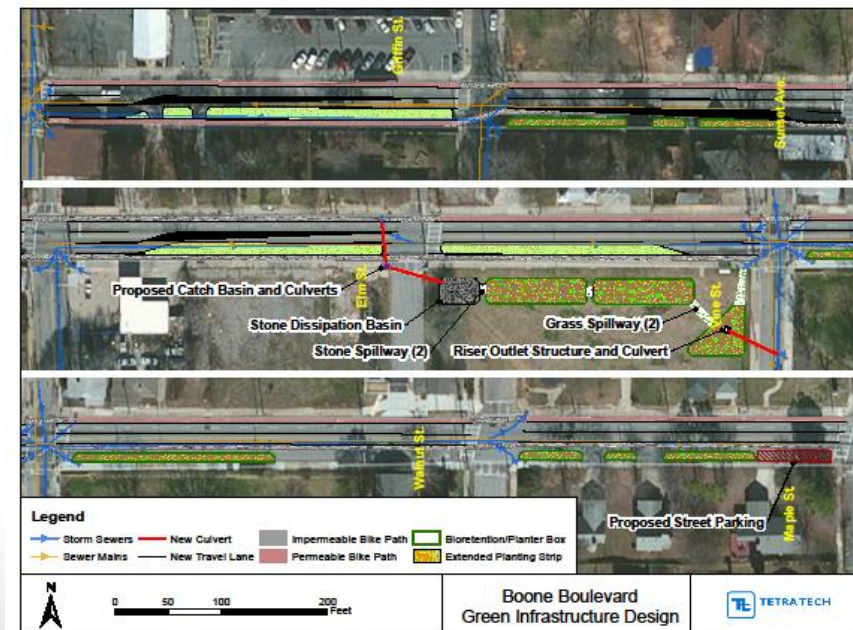 Griffin St.
Sunset Ave.
Proposed Catch Basin and Culverts
Elm St.
Stone Dissipation Basin
Stone Spillway (2)
Grass Spillway (2)
Vine St.
Riser Outlet Structure and Culvert
Walnut St.
Proposed Street Parking
Maple St.
Legend
Storm Sewers
New Culvert
Impermeable Bike Path
Bioretention/Planter Box
Sewer Mains
New Travel Lane
Permeable Bike Path
Extended Planting Strip
N
0 50 100 200
Feet
Boone Boulevard
Green Infrastructure Design
TETRATECH